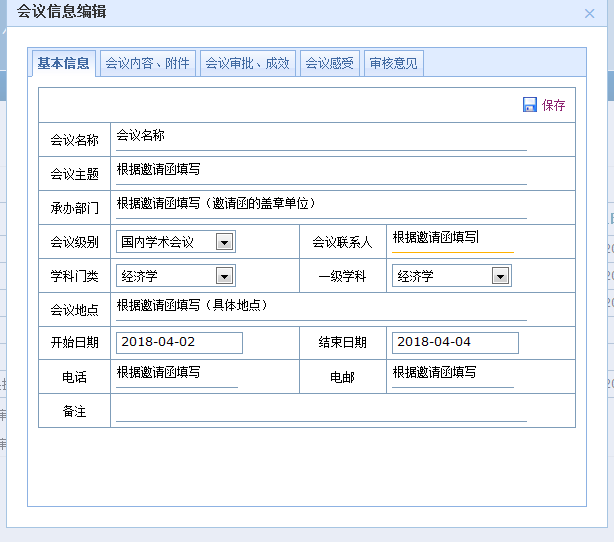 会议信息编辑
基本信息 会议内容、附件 会议审批、成效 会议感受 审核意见
保存
会议名称 会议名称
会议主题 根据邀请函填写
承办部门 根据邀请函填写（邀请函的盖章单位）
会议级别 国内学术会议 会议联系人 根据邀请函填写
学科门类 经济学 一级学科 经济学
会议地点 根据邀请函填写（具体地点）
开始日期 2018-04-02 结束日期 2018-04-04
电话 根据邀请函填写 电邮 根据邀请函填写
备注